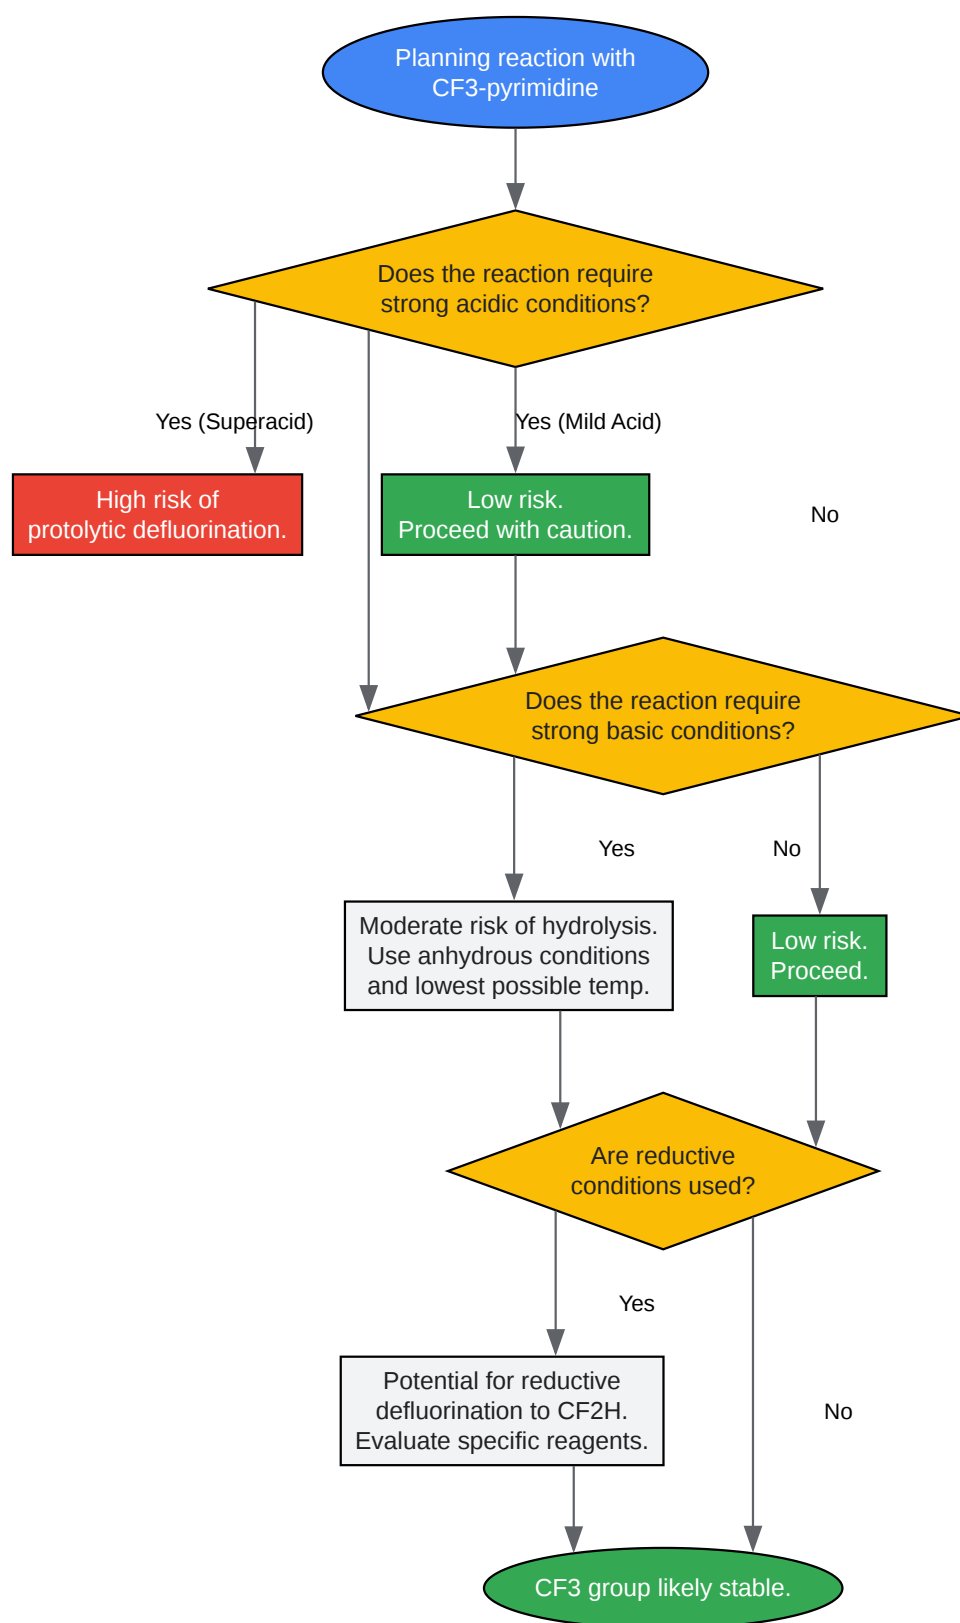 Planning reaction with
CF3-pyrimidine
Does the reaction require
strong acidic conditions?
Yes (Superacid)
Yes (Mild Acid)
High risk of
protolytic defluorination.
Low risk.
Proceed with caution.
No
Does the reaction require
strong basic conditions?
Yes
No
Moderate risk of hydrolysis.
Use anhydrous conditions
and lowest possible temp.
Low risk.
Proceed.
Are reductive
conditions used?
Yes
Potential for reductive
defluorination to CF2H.
Evaluate specific reagents.
No
CF3 group likely stable.